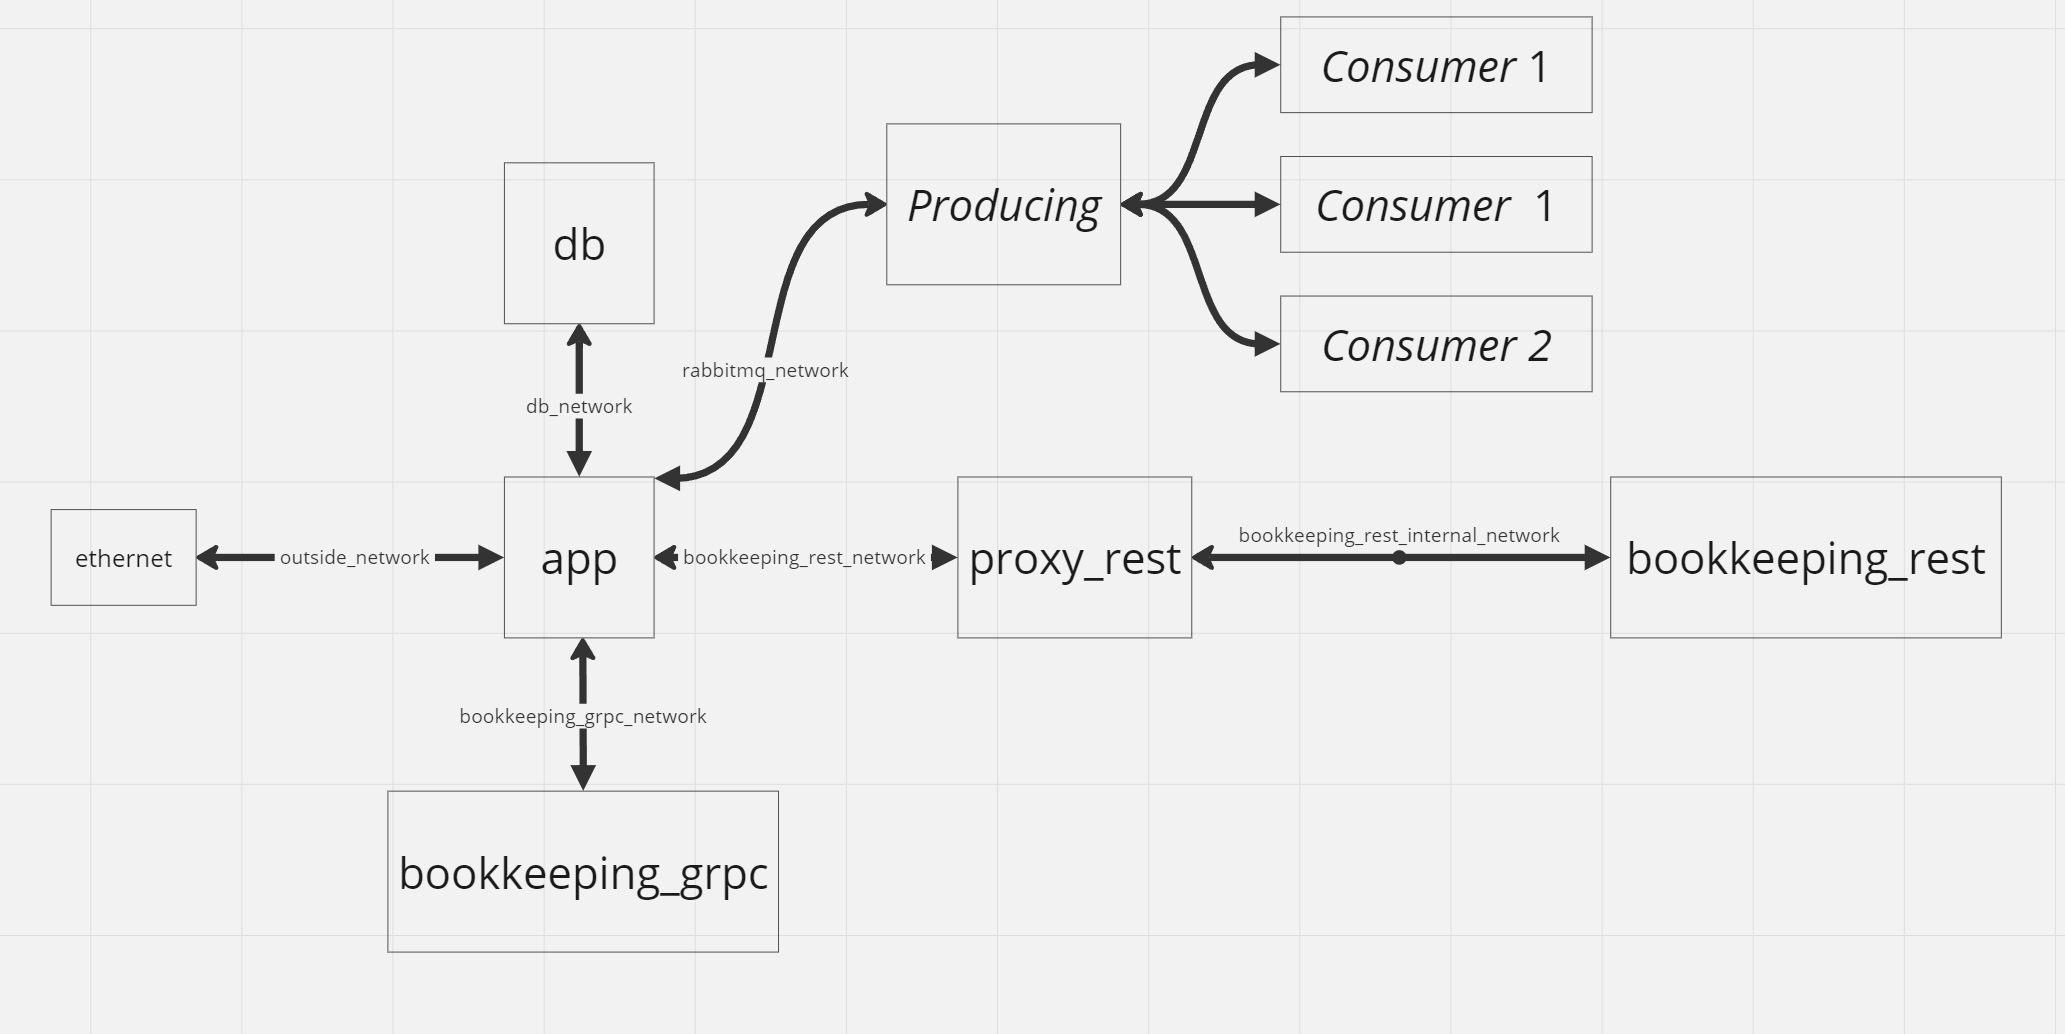 Consumer 1
Producing
Consumer  1
db
Consumer 2
rabbitmq_network
db_network
bookkeeping_rest_internal_network
ethernet
outside_network
app
bookkeeping_rest_network
proxy_rest
bookkeeping_rest
bookkeeping_grpc_network
bookkeeping_grpc